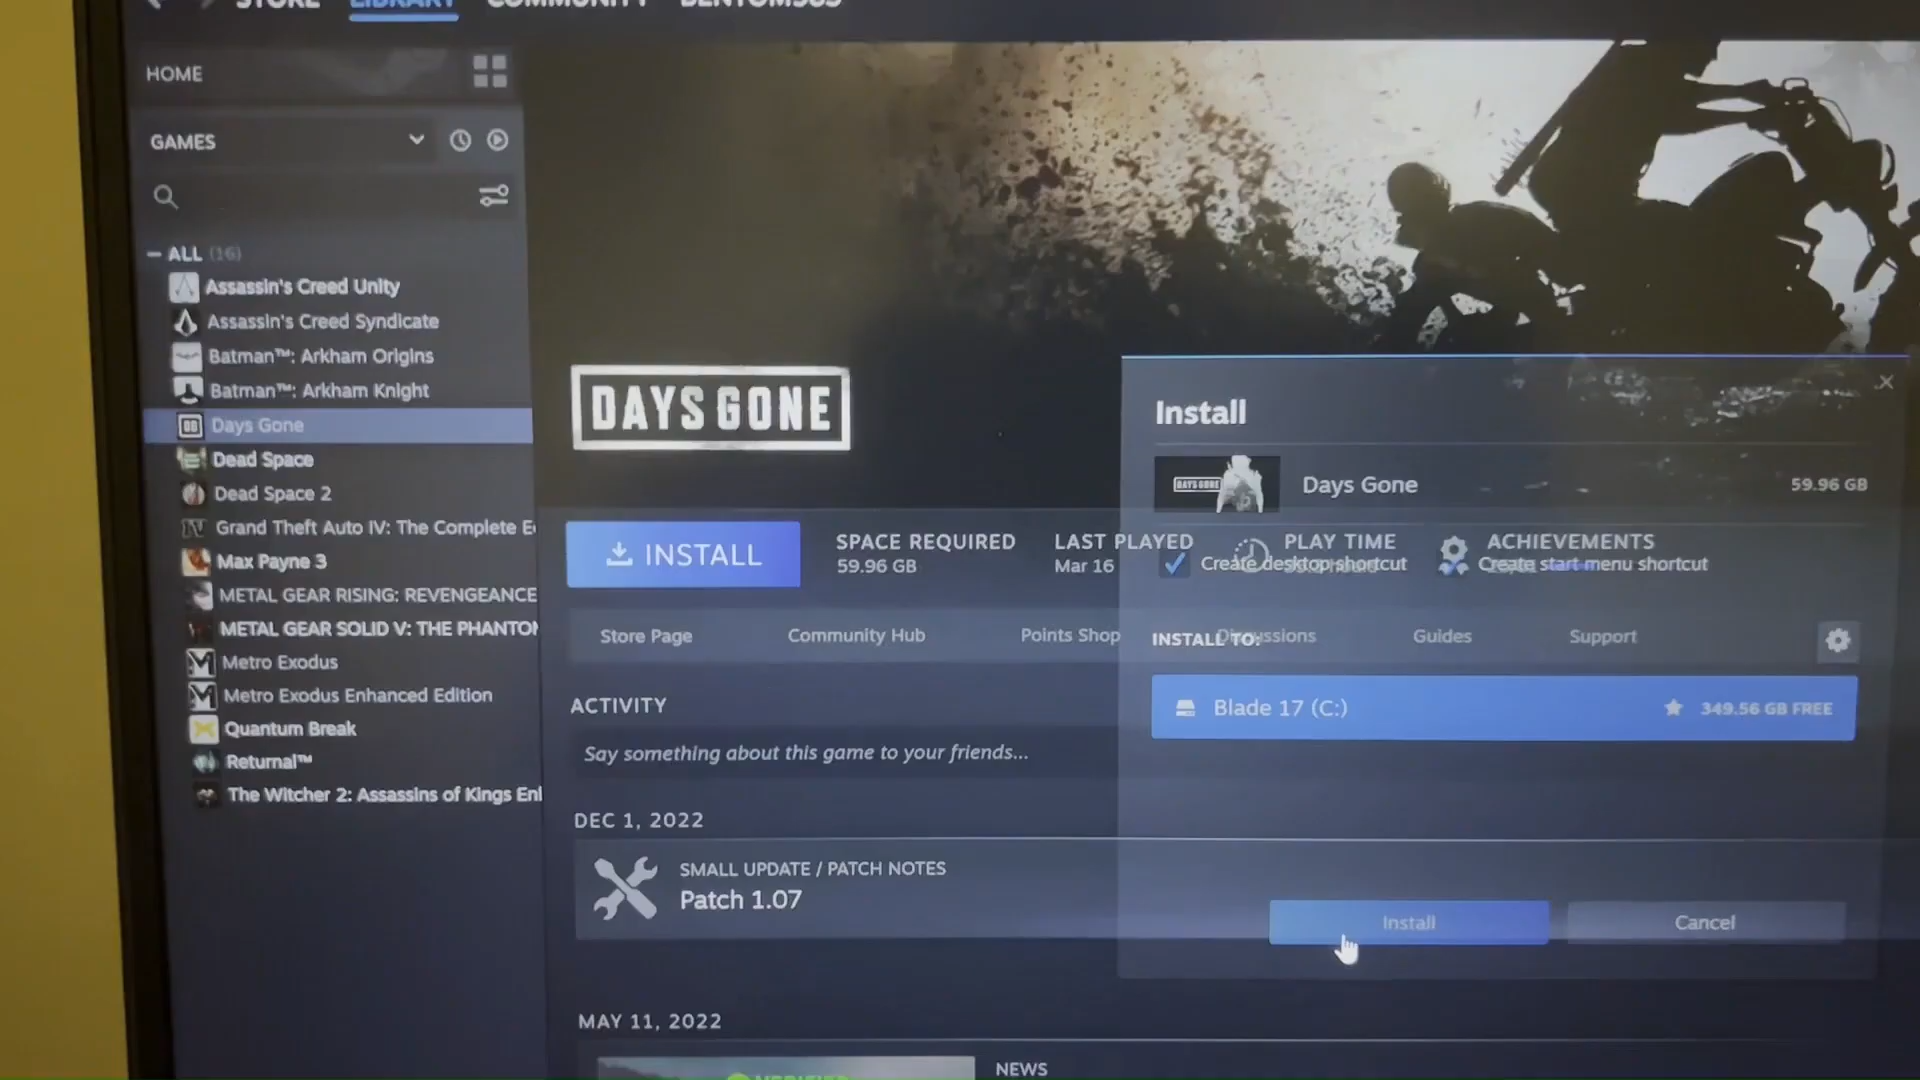 STORE
LIBRARY
COMMUNITY
HOME
GAMES
ALL (16)
Assassin's Creed Unity
Assassin's Creed Syndicate
Batman™: Arkham Origins
Batman™: Arkham Knight
Days Gone
Dead Space
Dead Space 2
Grand Theft Auto IV: The Complete E
Max Payne 3
METAL GEAR RISING: REVENGEANCE
METAL GEAR SOLID V: THE PHANTOM
Metro Exodus
Metro Exodus Enhanced Edition
Quantum Break
Returnal™
The Witcher 2: Assassins of Kings En
DAYS GONE
INSTALL
SPACE REQUIRED
59.96 GB
LAST PLAYED
Mar 16
PLAY TIME
ACHIEVEMENTS
Store Page
Community Hub
Points Shop
Discussions
Guides
Support
ACTIVITY
Say something about this game to your friends...
DEC 1, 2022
SMALL UPDATE / PATCH NOTES
Patch 1.07
MAY 11, 2022
NEWS
Install
DAYS GONE
Days Gone
59.96 GB
Create desktop shortcut
Create start menu shortcut
INSTALL TO:
Blade 17 (C:)
349.56 GB FREE
Install
Cancel